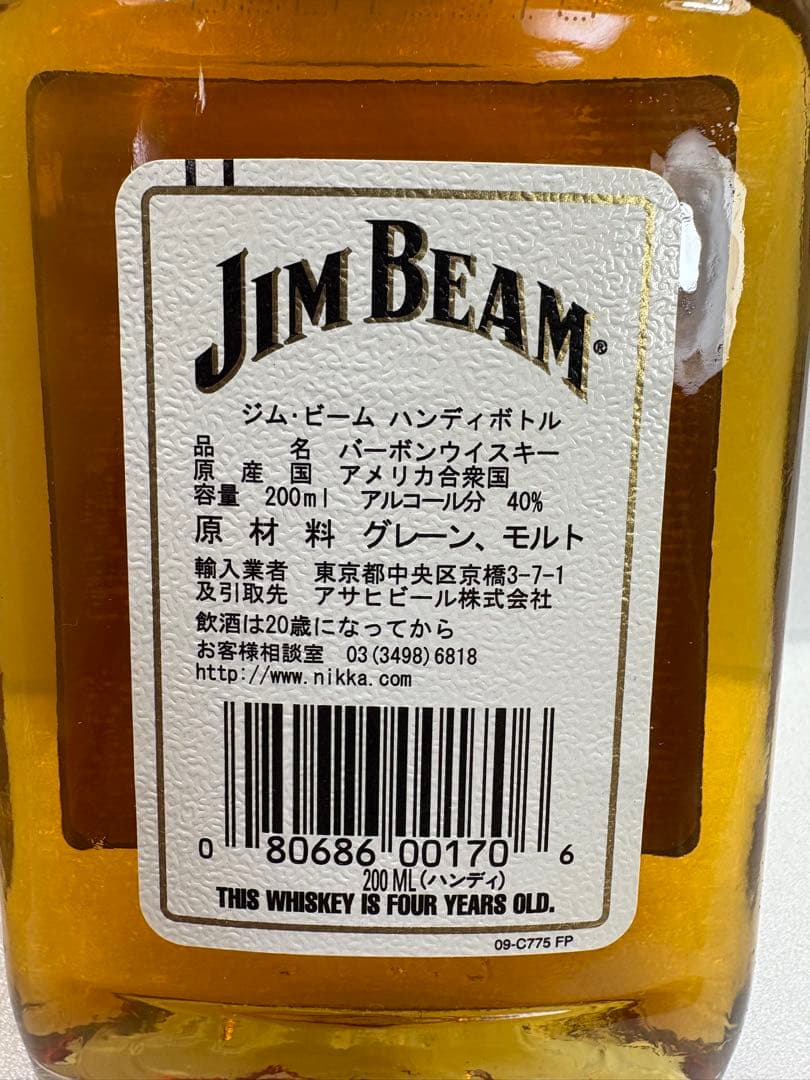 JIM BEAM®
ジム・ビーム ハンディボトル
品名 バーボンウイスキー
原産国 アメリカ合衆国
容量 200ml アルコール分 40%
原材料 グレーン、モルト
輸入業者 東京都中央区京橋3-7-1
及引取先 アサヒビール株式会社
飲酒は20歳になってから
お客様相談室 03(3498)6818
http://www.nikka.com
0 80686 00170 6
200 ML(ハンディ)
THIS WHISKEY IS FOUR YEARS OLD.
09-C775 FP